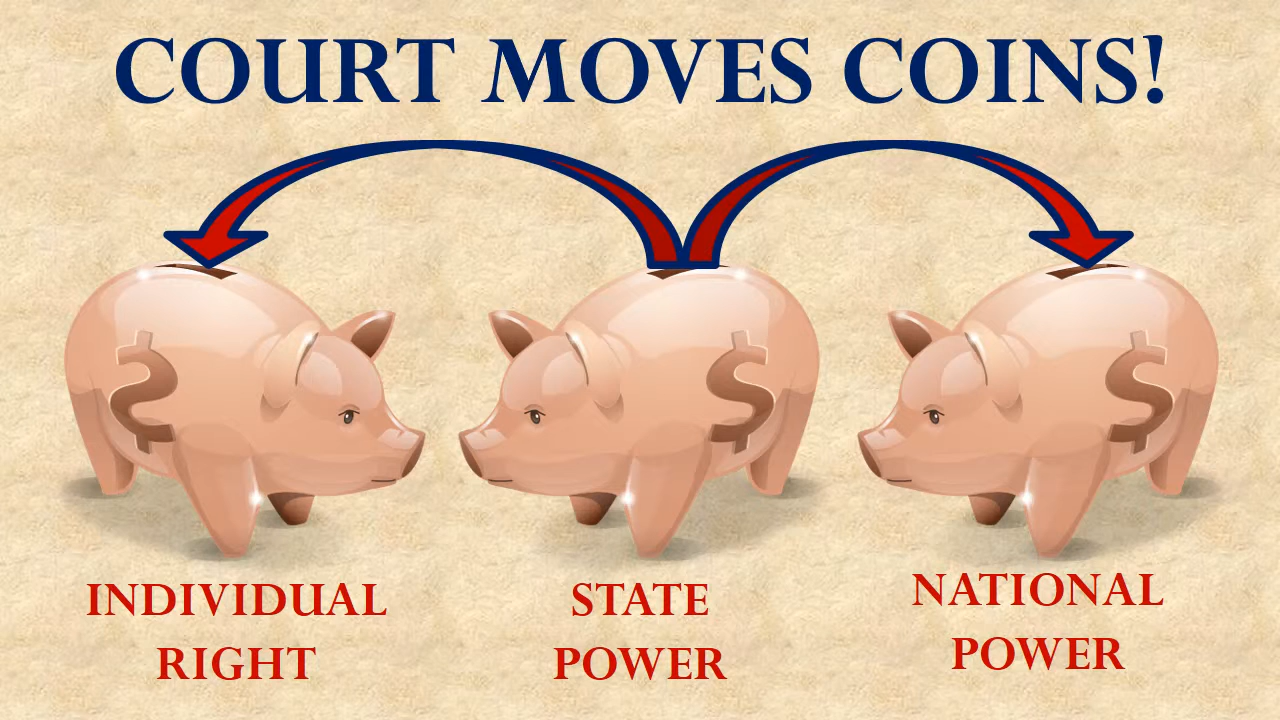 COURT MOVES COINS!
INDIVIDUAL
RIGHT
STATE
POWER
NATIONAL
POWER